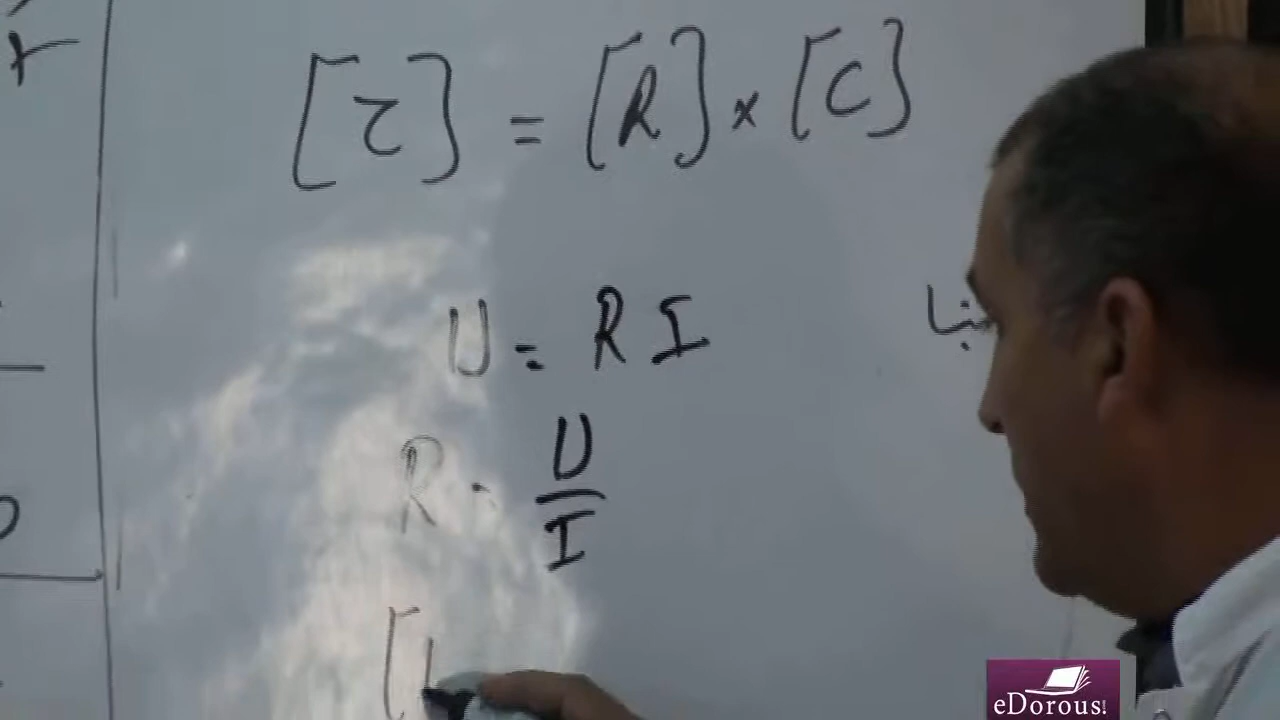 [τ] = [R] × [C]
U = R I
R = U/I
[
eDorous!